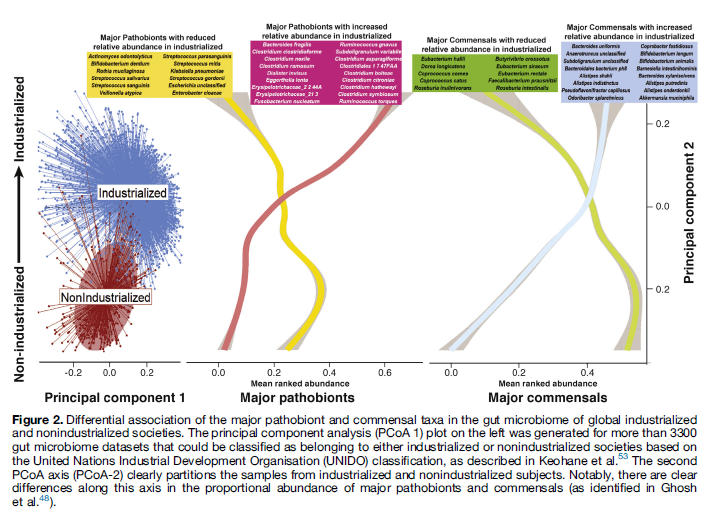 Major Pathobionts with reduced
relative abundance in industrialized
Actinomyces odontolyticus
Bifidobacterium dentium
Rothia mucilaginosa
Streptococcus salivarius
Streptococcus sanguinis
Veillonella atypica
Streptococcus parasanguinis
Streptococcus mitis
Klebsiella pneumoniae
Streptococcus gordonii
Escherichia unclassified
Enterobacter cloacae
Major Pathobionts with increased
relative abundance in industrialized
Bacteroides fragilis
Clostridium clostridioforme
Clostridium nexile
Clostridium ramosum
Dialister invisus
Eggerthella lenta
Erysipelotrichaceae_2 2 44A
Erysipelotrichaceae_21 3
Fusobacterium nucleatum
Ruminococcus gnavus
Subdoligranulum variabile
Clostridium asparagiforme
Clostridiales 1 7 47FAA
Clostridium bolteae
Clostridium citroniae
Clostridium hathewayi
Clostridium symbiosum
Ruminococcus torques
Major Commensals with reduced
relative abundance in industrialized
Eubacterium hallii
Dorea longicatena
Coprococcus comes
Coprococcus catus
Roseburia inulinivorans
Butyrivibrio crossotus
Eubacterium siraeum
Eubacterium rectale
Faecalibacterium prausnitzii
Roseburia intestinalis
Major Commensals with increased
relative abundance in industrialized
Bacteroides uniformis
Anaerotruncus unclassified
Subdoligranulum unclassified
Bacteroidales bacterium ph8
Alistipes shahii
Alistipes indistinctus
Pseudoflavonifractor capillosus
Odoribacter splanchnicus
Coprobacter fastidiosus
Bifidobacterium longum
Bifidobacterium animalis
Barnesiella intestinihominis
Bacteroides xylanisolvens
Alistipes putredinis
Alistipes onderdonkii
Akkermansia muciniphila
Non-industrialized
Industrialized
Industrialized
NonIndustrialized
0.2
0.0
0.2
Principal component 2
-0.2
0.0
0.2
0.0
0.2
0.4
0.6
0.0
0.4
Mean ranked abundance
Mean ranked abundance
Principal component 1
Major pathobionts
Major commensals
Figure 2. Differential association of the major pathobiont and commensal taxa in the gut microbiome of global industrialized
and nonindustrialized societies. The principal component analysis (PCoA 1) plot on the left was generated for more than 3300
gut microbiome datasets that could be classified as belonging to either industrialized or nonindustrialized societies based on
the United Nations Industrial Development Organisation (UNIDO) classification, as described in Keohane et al.53 The second
PCoA axis (PCoA-2) clearly partitions the samples from industrialized and nonindustrialized subjects. Notably, there are clear
differences along this axis in the proportional abundance of major pathobionts and commensals (as identified in Ghosh
et al.48).